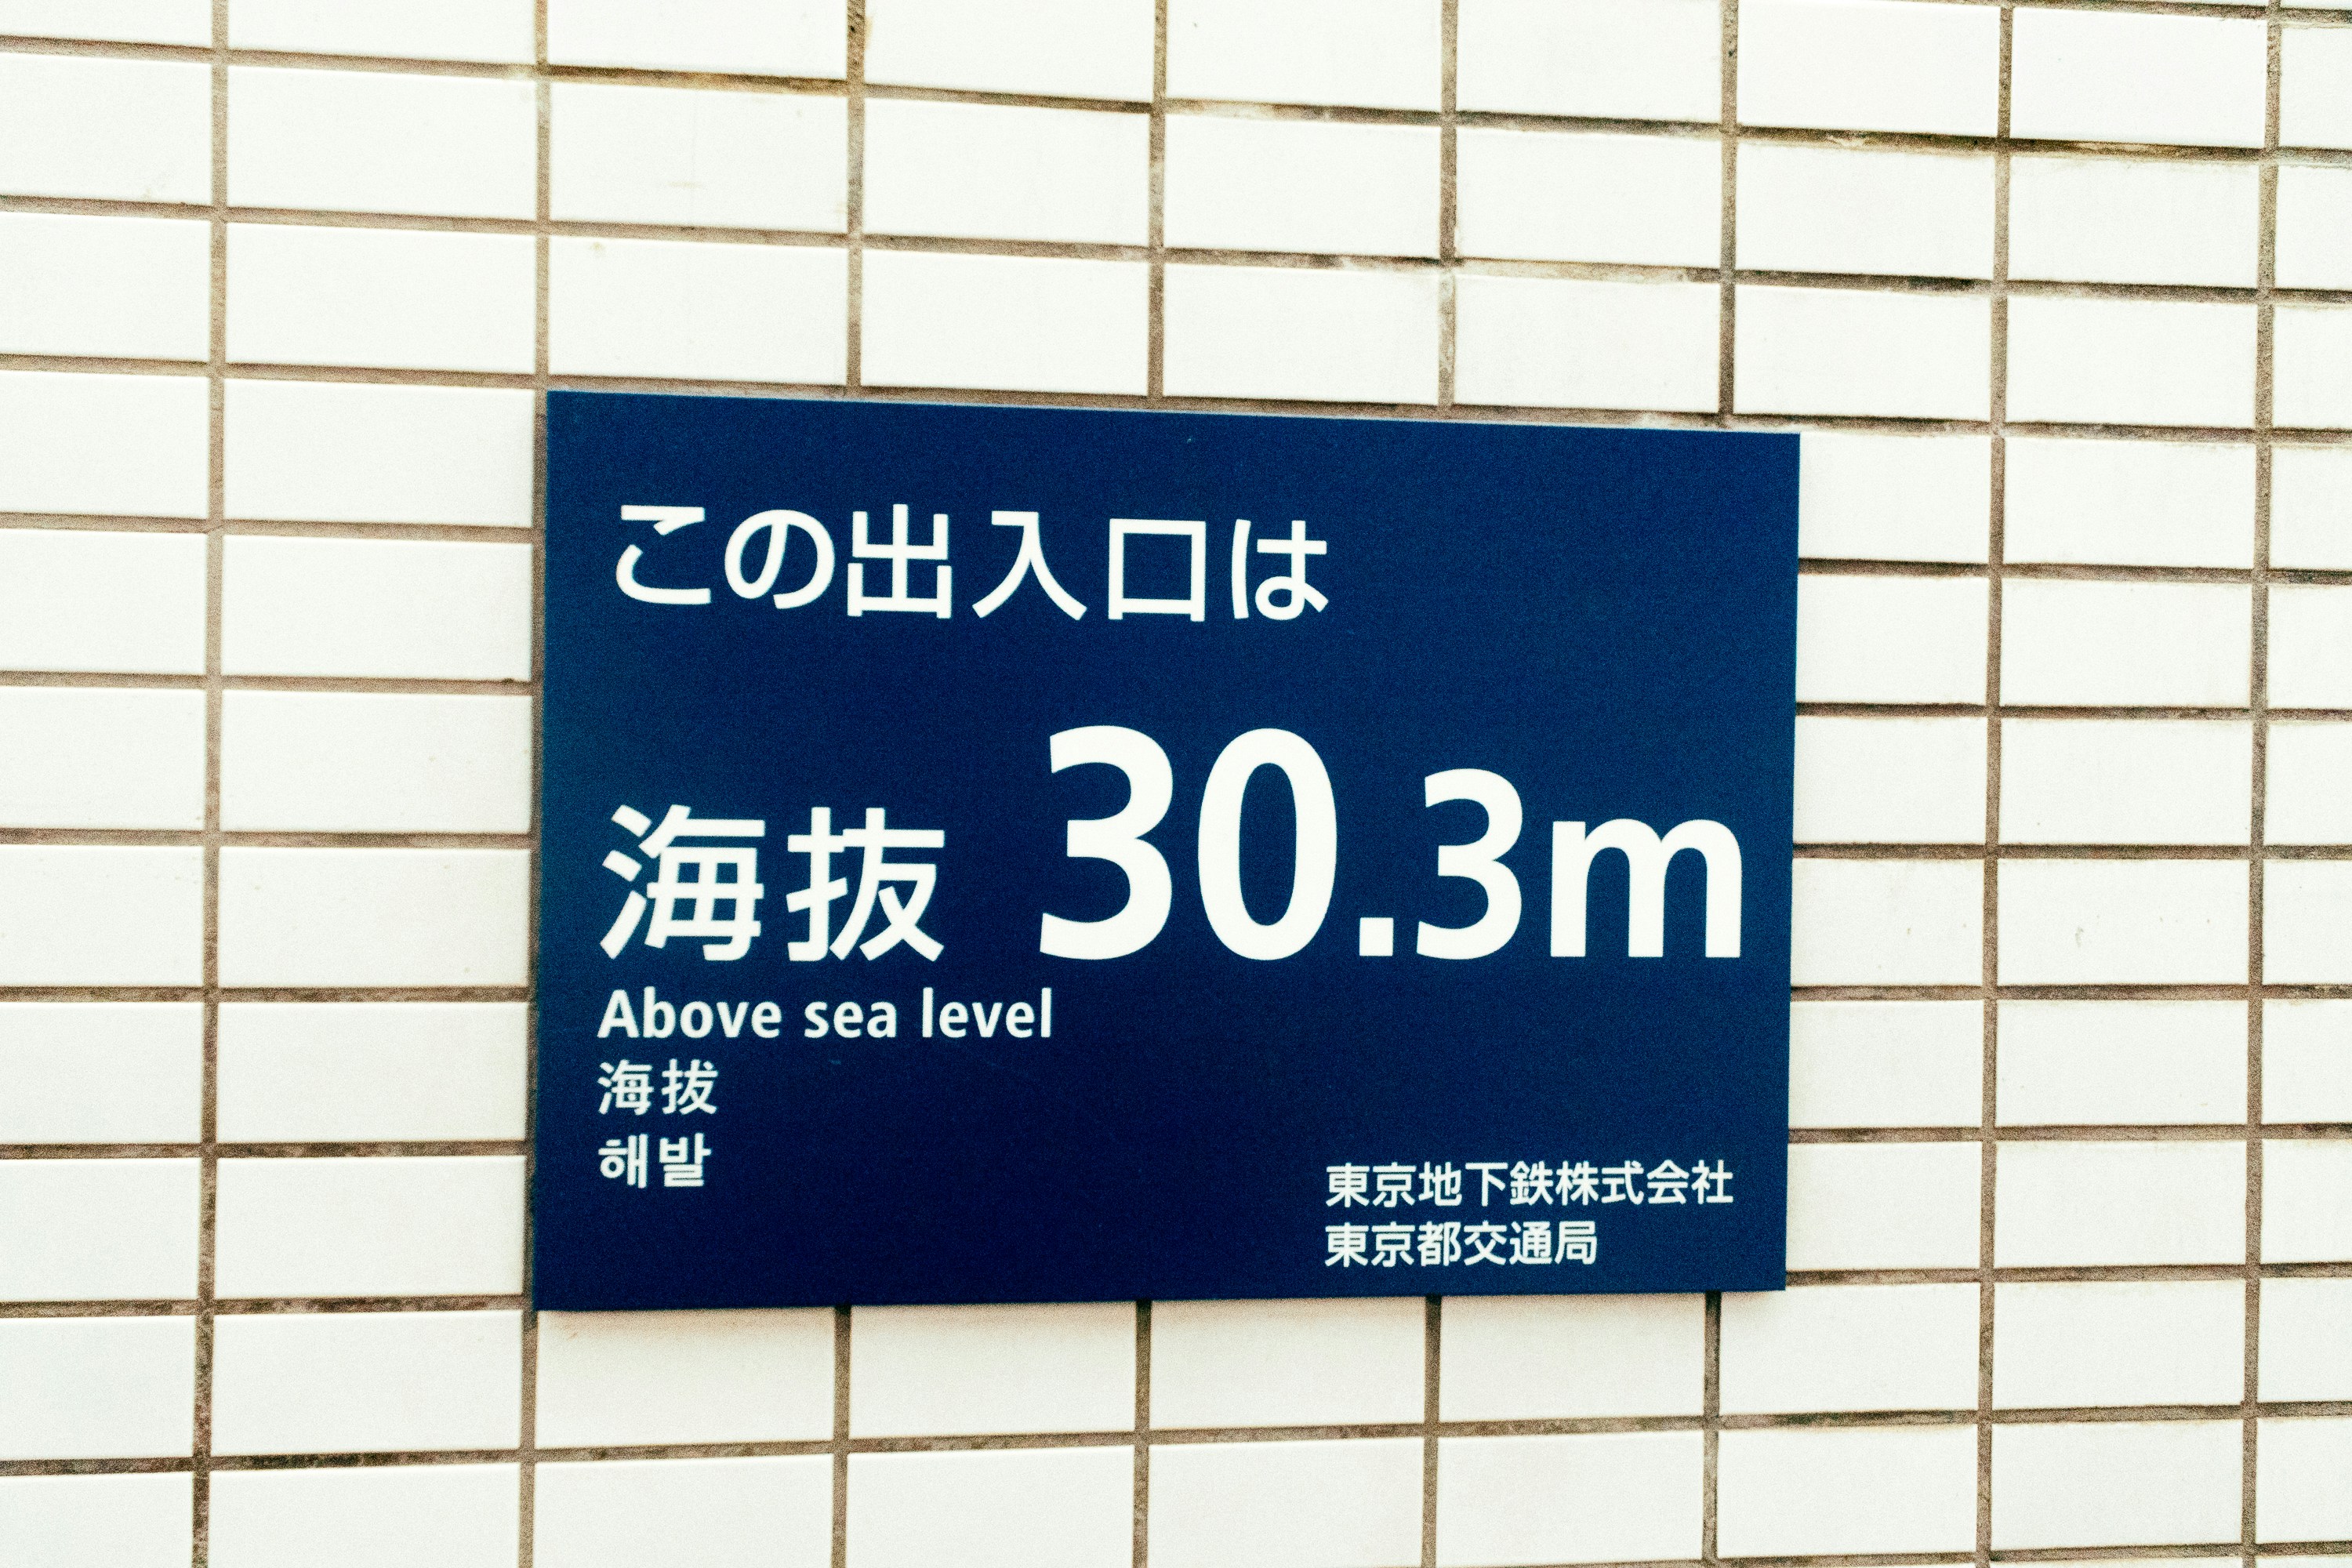 この出入口は
海抜 30.3m
Above sea level
海拔
해발
東京地下鉄株式会社
東京都交通局